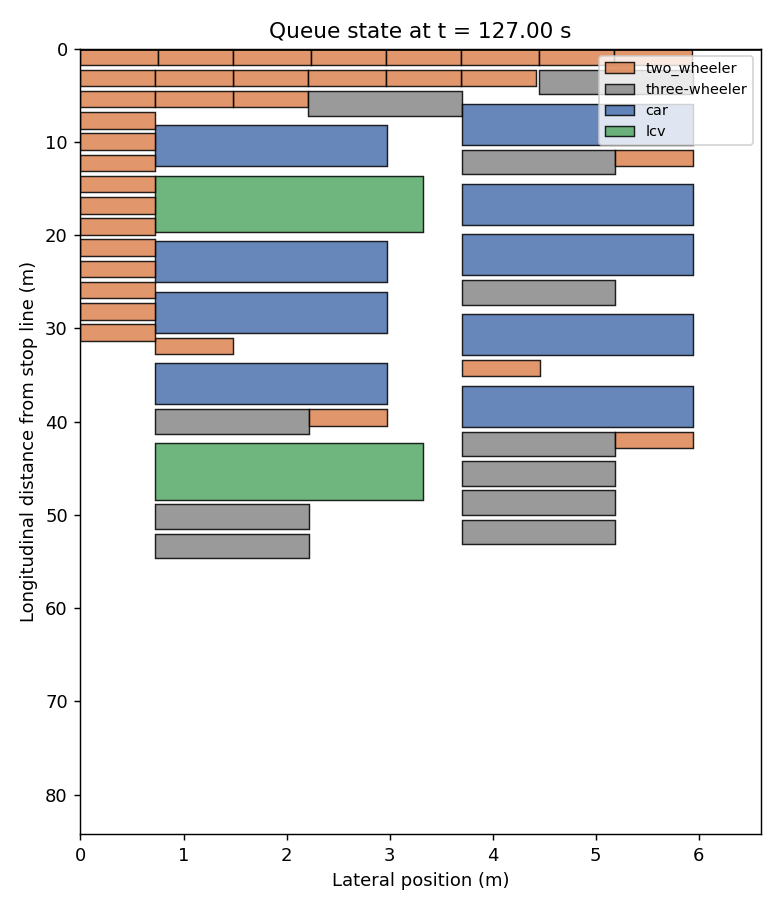 Queue state at t = 127.00 s
two_wheeler
three-wheeler
car
lcv
0
10
20
30
40
50
60
70
80
Longitudinal distance from stop line (m)
0 1 2 3 4 5 6
Lateral position (m)